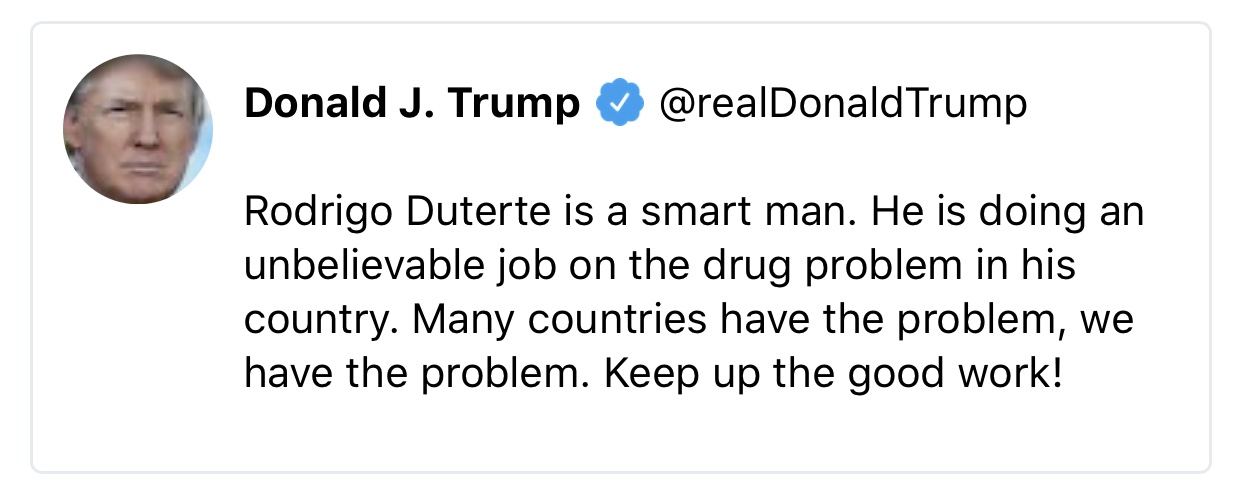 Donald J. Trump @realDonaldTrump
Rodrigo Duterte is a smart man. He is doing an
unbelievable job on the drug problem in his
country. Many countries have the problem, we
have the problem. Keep up the good work!